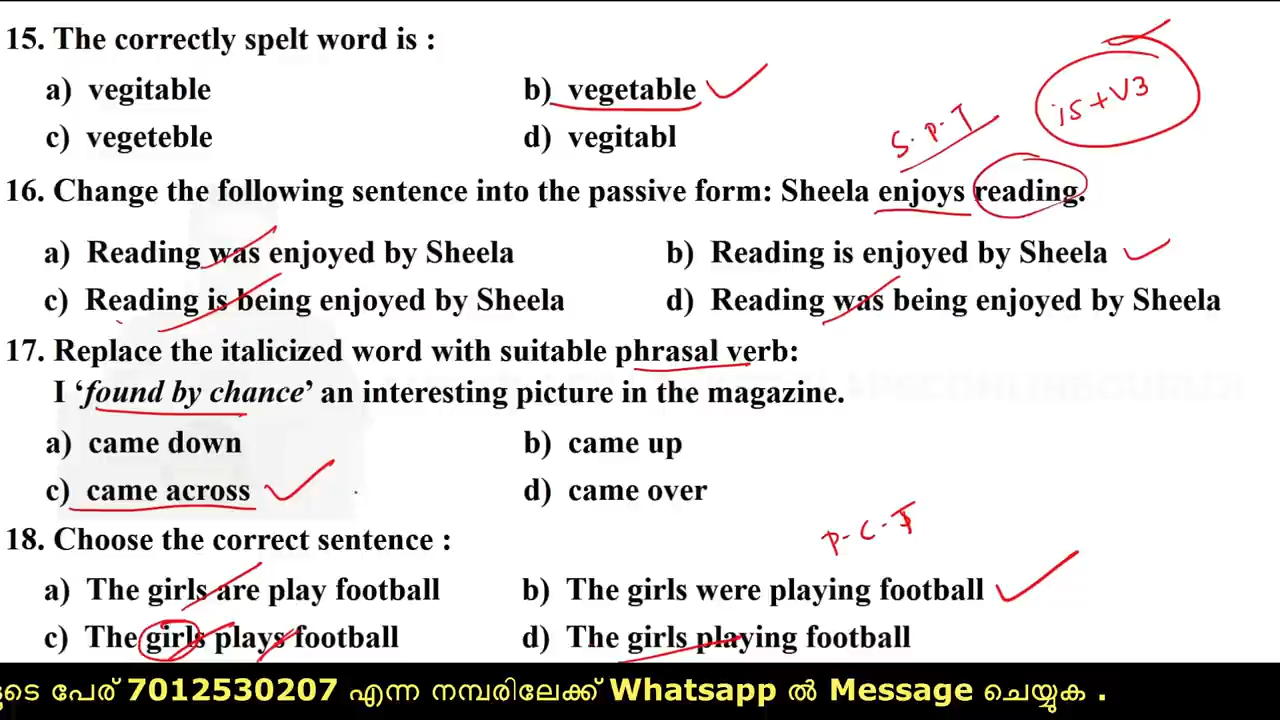 15. The correctly spelt word is :
a) vegitable b) vegetable
c) vegeteble d) vegitabl
is+V3
S.P.T
16. Change the following sentence into the passive form: Sheela enjoys reading.
a) Reading was enjoyed by Sheela b) Reading is enjoyed by Sheela
c) Reading is being enjoyed by Sheela d) Reading was being enjoyed by Sheela
17. Replace the italicized word with suitable phrasal verb:
I ‘found by chance’ an interesting picture in the magazine.
a) came down b) came up
c) came across d) came over
P-C-T
18. Choose the correct sentence :
a) The girls are play football b) The girls were playing football
c) The girls plays football d) The girls playing football
പേര് 7012530207 എന്ന നമ്പരിലേക്ക് Whatsapp ൽ Message ചെയ്യുക .